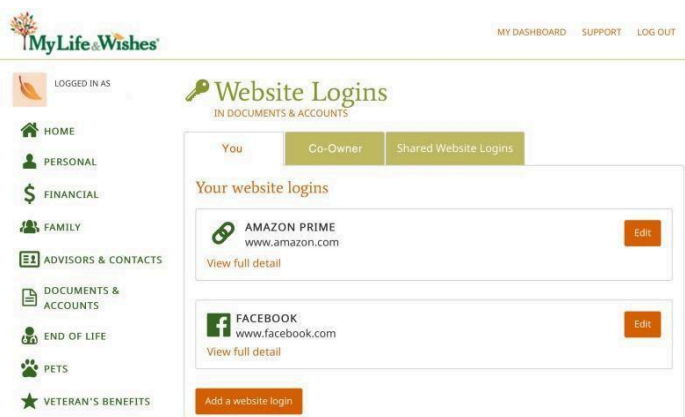 My Life & Wishes
MY DASHBOARD SUPPORT LOG OUT
LOGGED IN AS
HOME
PERSONAL
FINANCIAL
FAMILY
ADVISORS & CONTACTS
DOCUMENTS &
ACCOUNTS
END OF LIFE
PETS
VETERAN'S BENEFITS
Website Logins
IN DOCUMENTS & ACCOUNTS
You Co-Owner Shared Website Logins
Your website logins
AMAZON PRIME
www.amazon.com
Edit
View full detail
FACEBOOK
www.facebook.com
Edit
View full detail
Add a website login